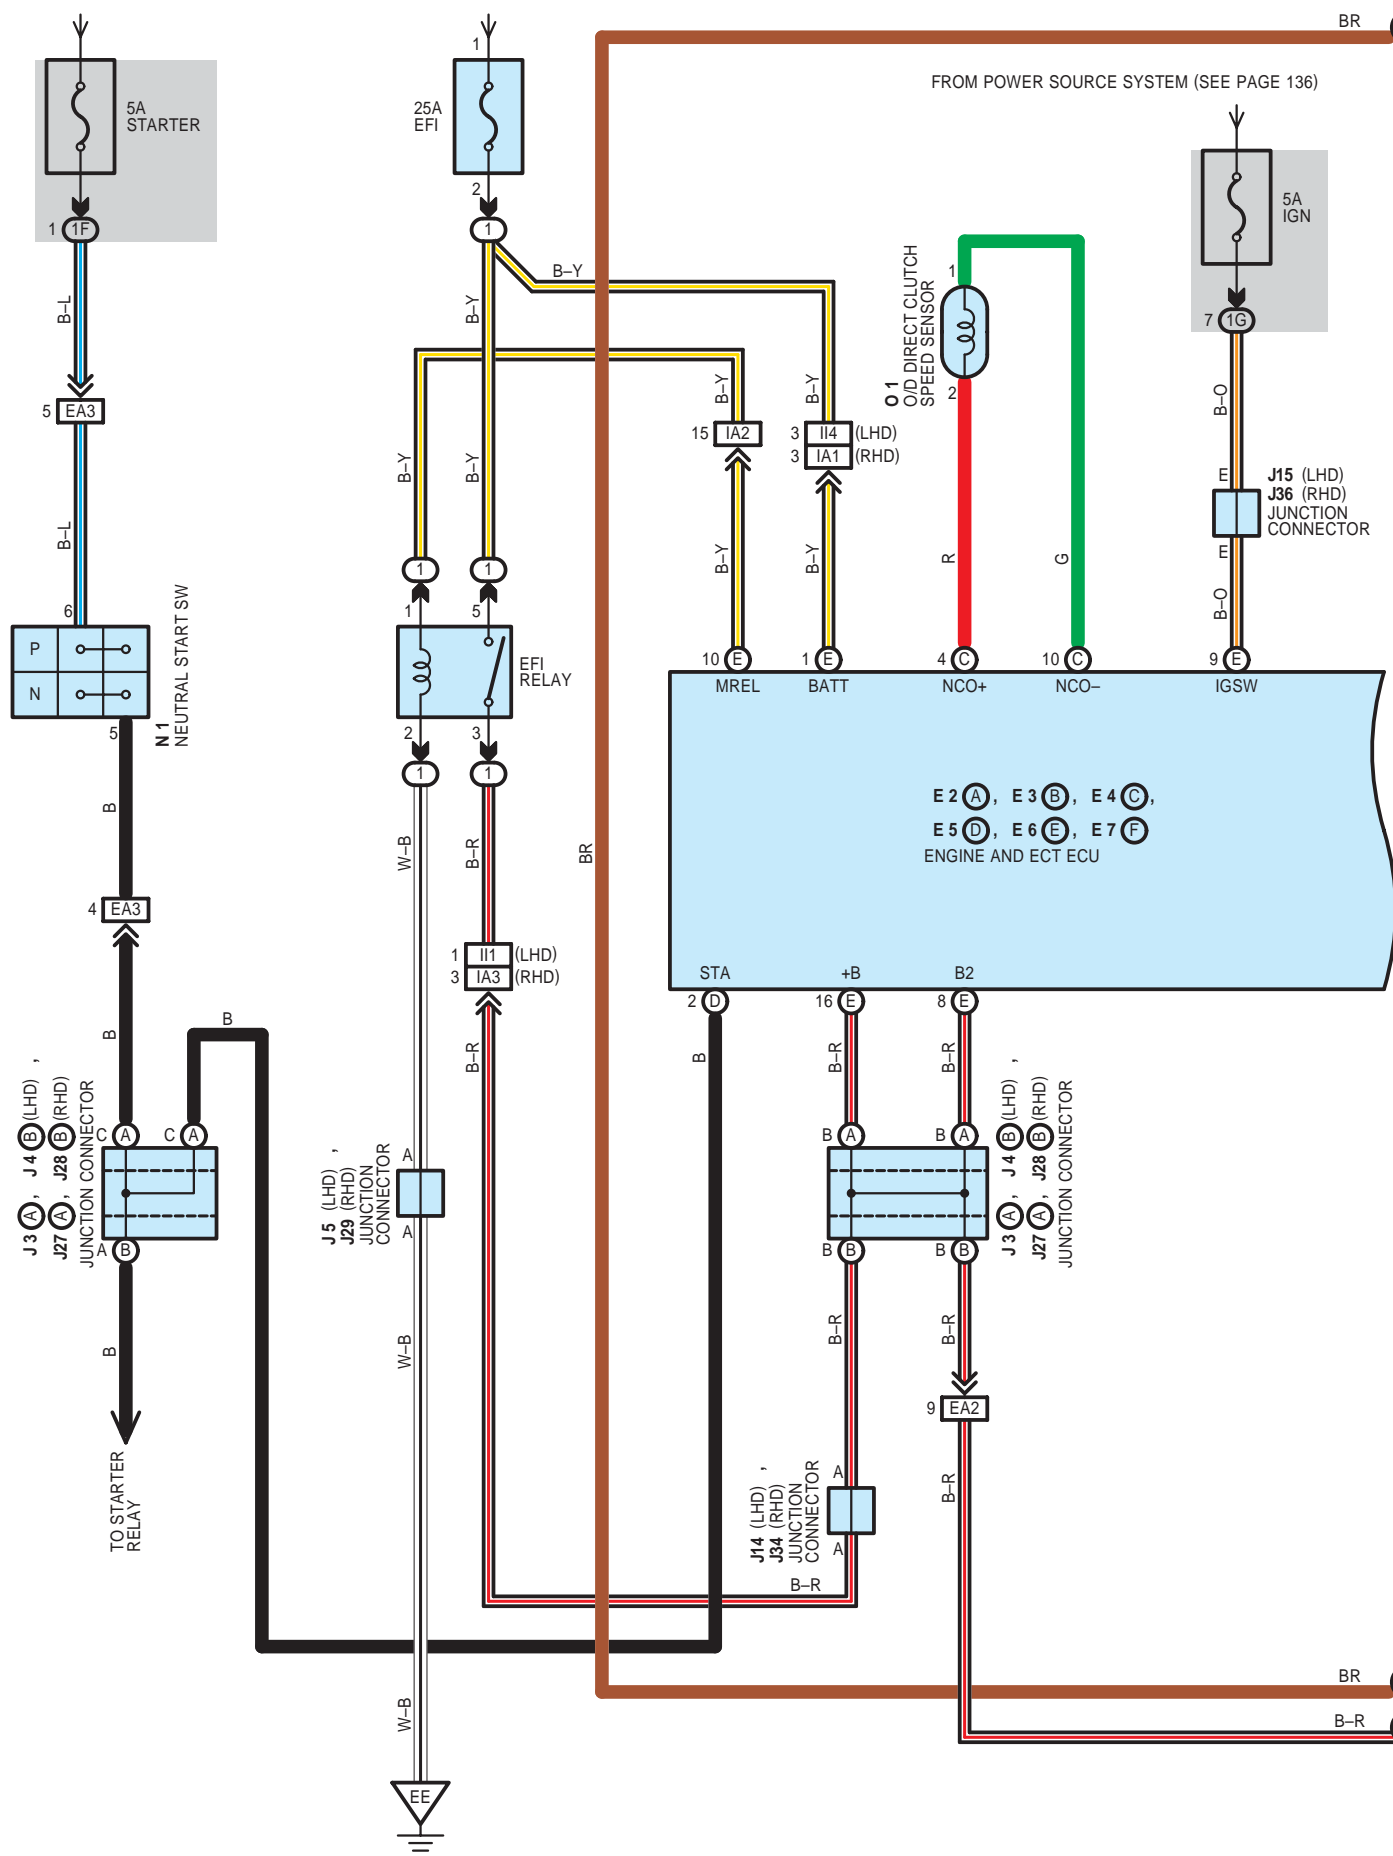 BR
FROM POWER SOURCE SYSTEM (SEE PAGE 136)
5A
STARTER
1
25A
EFI
2
5A
IGN
1 1F
1
7 1G
B–L
B–Y
B–Y
O 1
O/D DIRECT CLUTCH
SPEED SENSOR
1
2
B–O
5 EA3
B–Y
15 IA2
B–Y
3 II4 (LHD)
3 IA1 (RHD)
B–Y
E
J15 (LHD)
J36 (RHD)
JUNCTION
CONNECTOR
E
B–L
B–Y
B–Y
R
G
B–O
1
1
6
P
N
5
N 1
NEUTRAL START SW
1
5
EFI
RELAY
2
3
1
1
10 E
MREL
1 E
BATT
4 C
NCO+
10 C
NCO–
9 E
IGSW
E 2 A, E 3 B, E 4 C,
E 5 D, E 6 E, E 7 F
ENGINE AND ECT ECU
B
W–B
B–R
BR
4 EA3
1 II1 (LHD)
3 IA3 (RHD)
STA
2 D
+B
16 E
B2
8 E
B
B
B–R
B
B–R
B–R
J 3 A, J 4 B (LHD) ,
J27 A, J28 B (RHD)
JUNCTION CONNECTOR
C A
C A
A B
J 5 (LHD) ,
J29 (RHD)
JUNCTION
CONNECTOR
A
A
B A
B A
B B
B B
J 3 A, J 4 B (LHD) ,
J27 A, J28 B (RHD)
JUNCTION CONNECTOR
B
W–B
B–R
B–R
9 EA2
TO STARTER
RELAY
J14 (LHD) ,
J34 (RHD)
JUNCTION
CONNECTOR
A
A
B–R
B–R
W–B
BR
B–R
EE